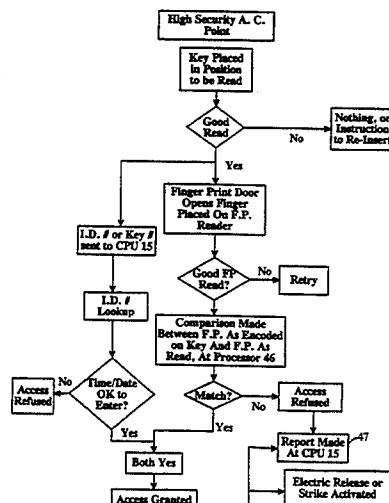 High Security A. C.
Point
Key Placed
in Position
to be Read
Good
Read
No
Nothing, or
Instruction
to Re-Insert
Yes
Finger Print Door
Opens Finger
Placed On F.P.
Reader
I.D. # or Key #
sent to CPU 15
Good FP
Read?
No
Retry
I.D. #
Lookup
Comparison Made
Between F.P. As Encoded
on Key And F.P. As
Read, At Processor 46
Access
Refused
No
Time/Date
OK to
Enter?
Match?
No
Access
Refused
Yes
Yes
Report Made
At CPU 15
47
Both Yes
Electric Release or
Strike Activated
Access Granted